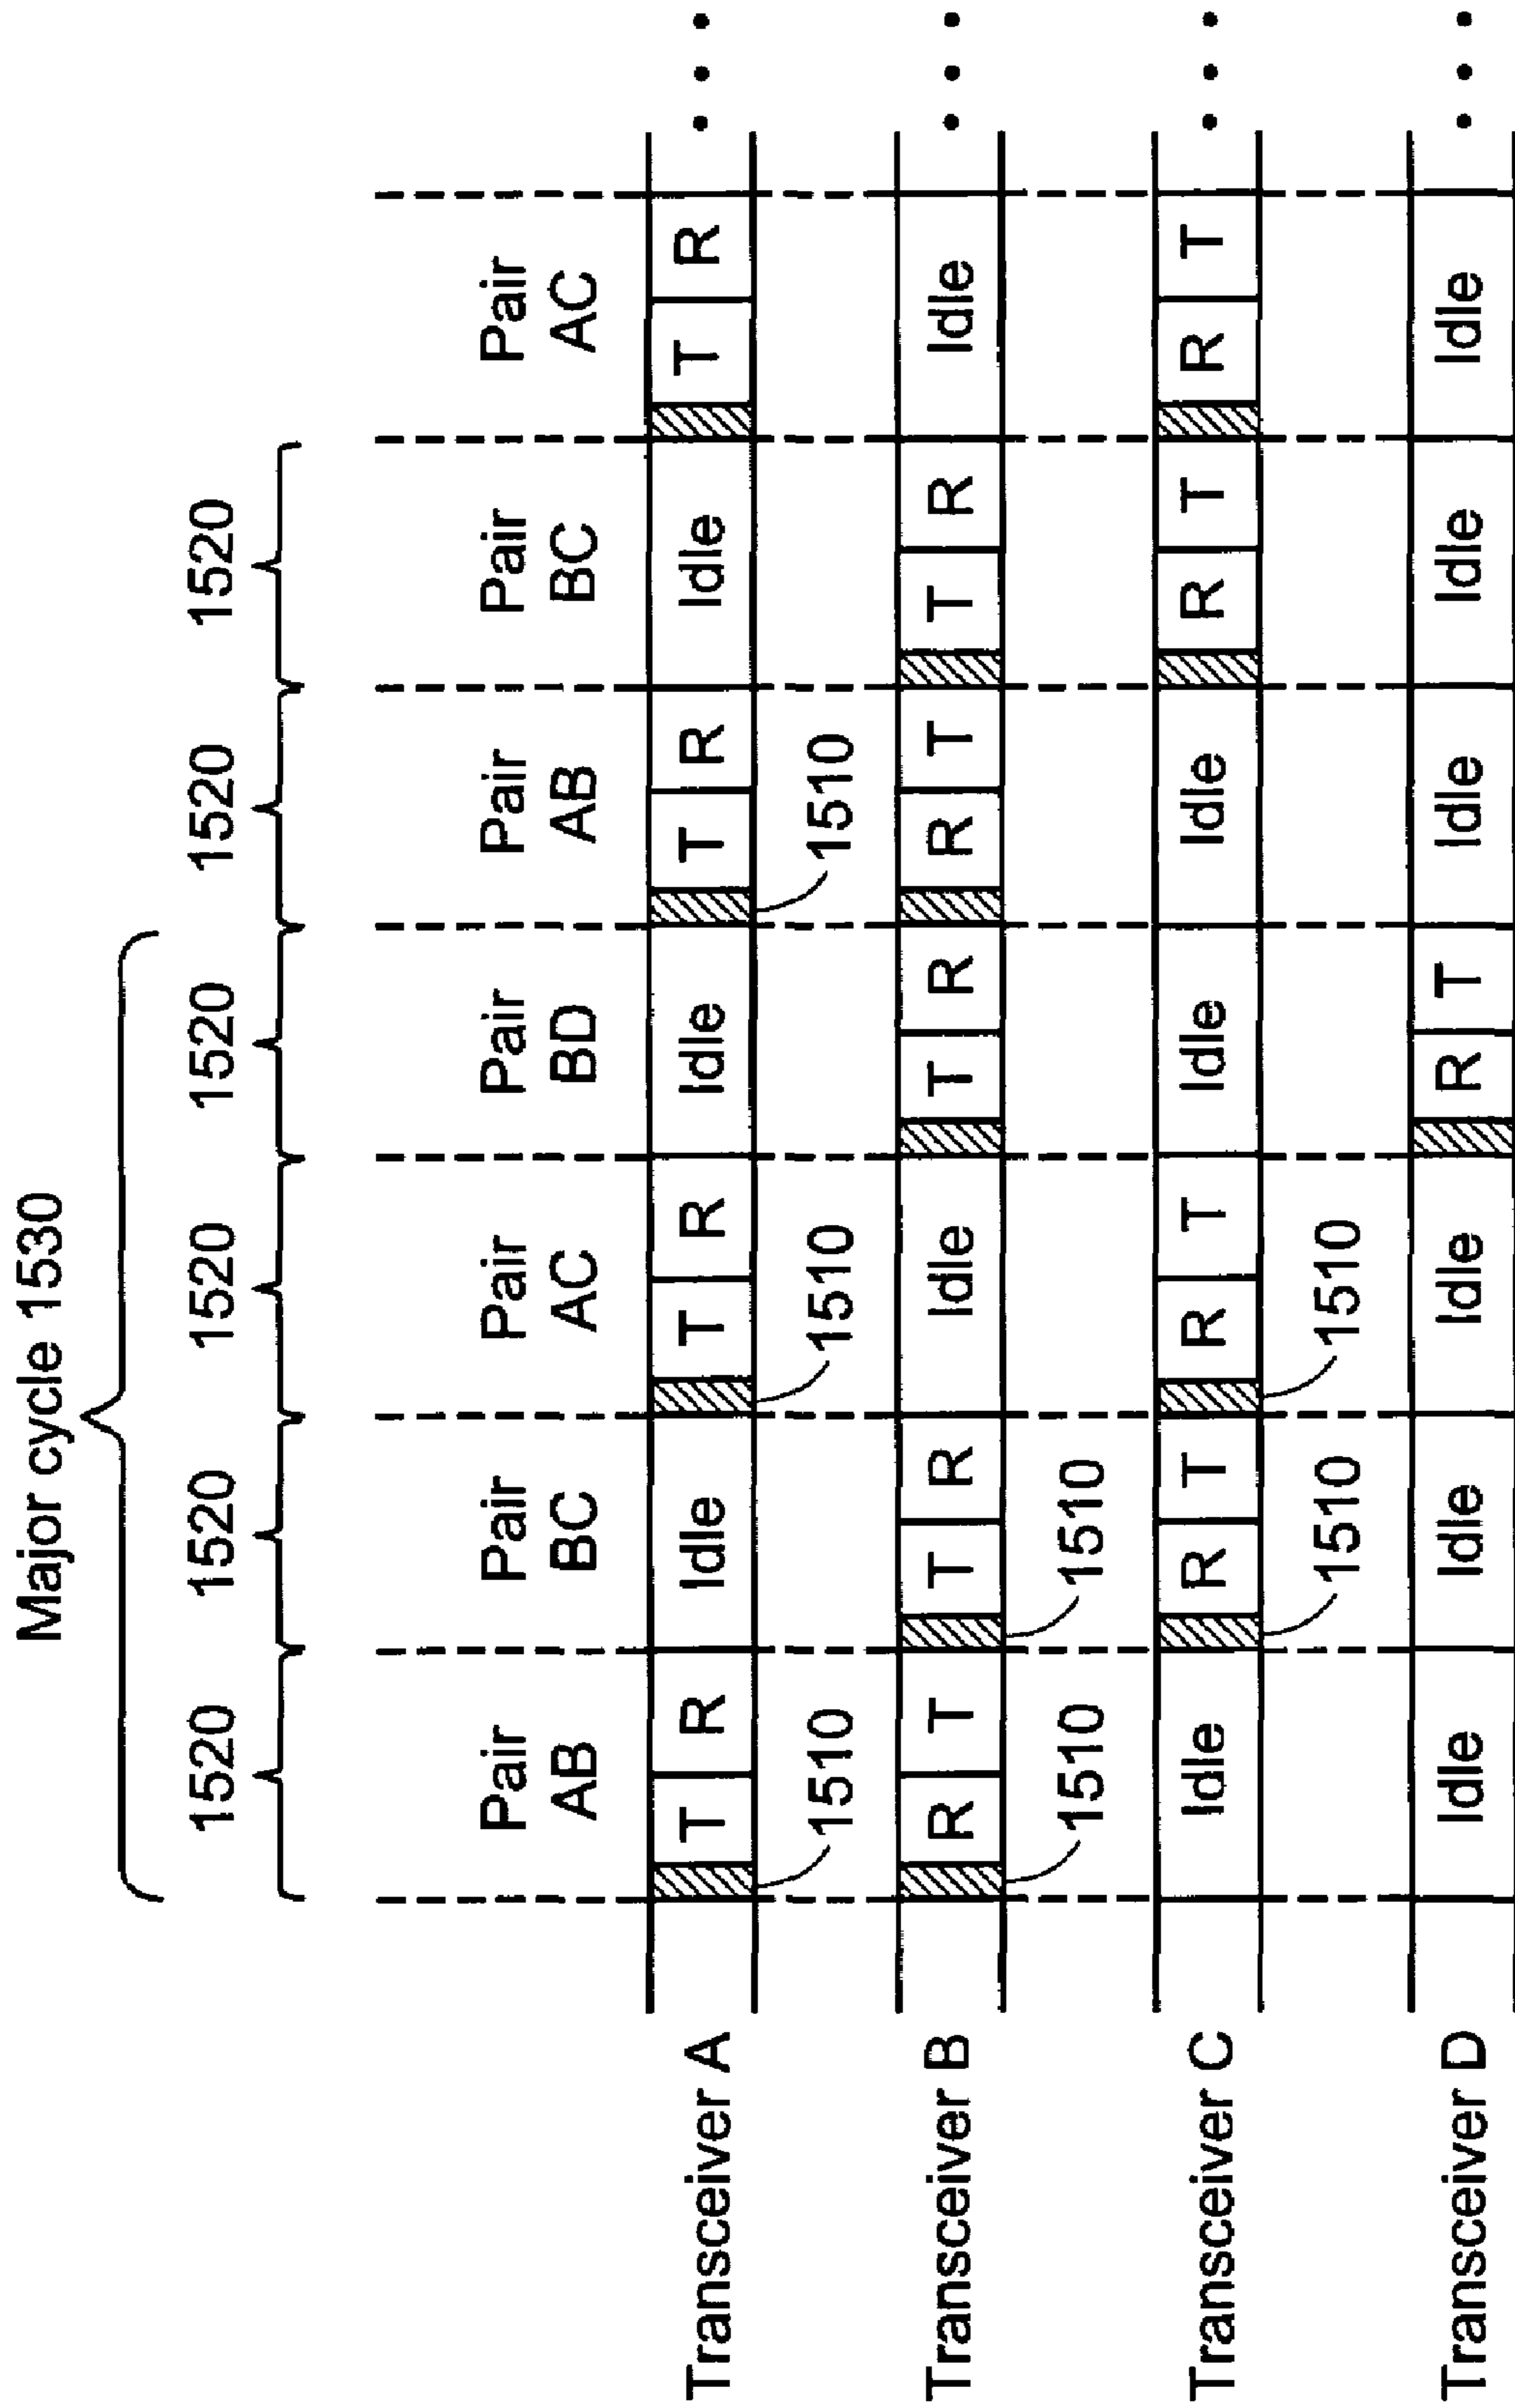 Major cycle 1530
1520 1520 1520 1520 1520 1520
Pair AB Pair BC Pair AC Pair BD Pair AB Pair BC Pair AC
Transceiver A T R Idle T R Idle T R Idle T R
1510 1510 1510
Transceiver B R T T R Idle T R R T T R Idle
1510 1510
Transceiver C Idle R T R T Idle Idle R T R T
1510 1510
Transceiver D Idle Idle Idle R T Idle Idle Idle